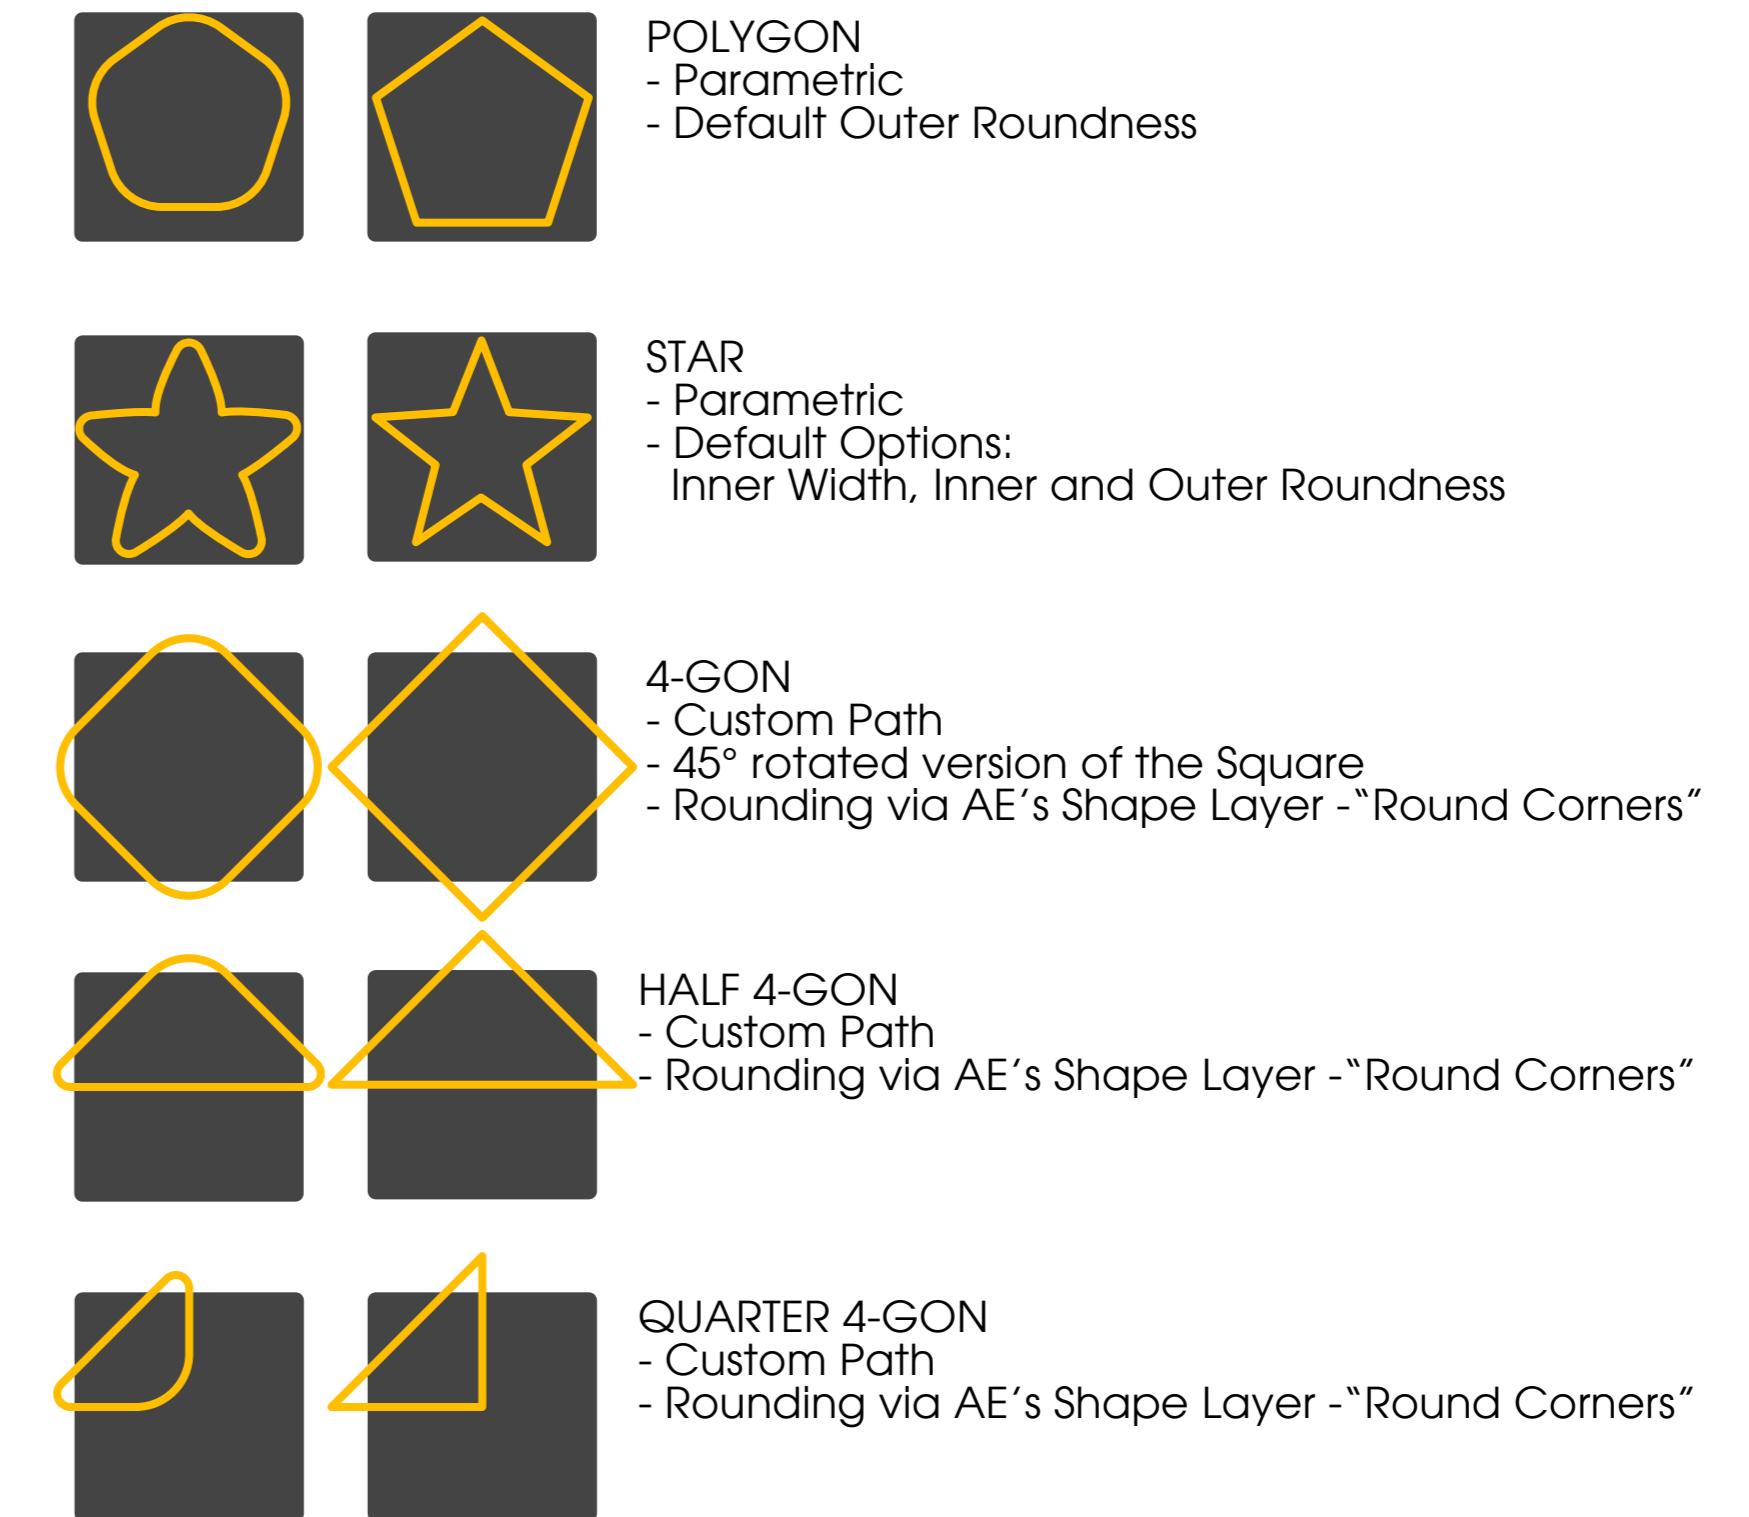 POLYGON
- Parametric
- Default Outer Roundness
STAR
- Parametric
- Default Options:
Inner Width, Inner and Outer Roundness
4-GON
- Custom Path
- 45° rotated version of the Square
- Rounding via AE′s Shape Layer -“Round Corners”
HALF 4-GON
- Custom Path
- Rounding via AE′s Shape Layer -“Round Corners”
QUARTER 4-GON
- Custom Path
- Rounding via AE′s Shape Layer -“Round Corners”